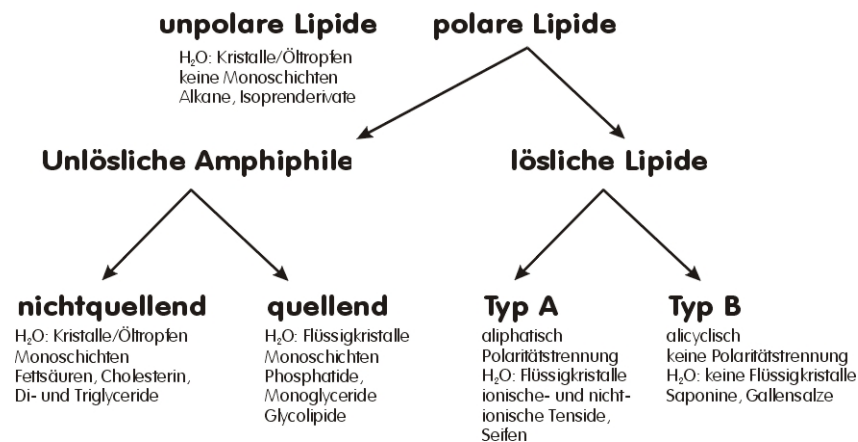 unpolare Lipide
H₂O: Kristalle/Öltropfen
keine Monoschichten
Alkane, Isoprenderivate
polare Lipide
Unlösliche Amphiphile
lösliche Lipide
nichtquellend
H₂O: Kristalle/Öltropfen
Monoschichten
Fettsäuren, Cholesterin,
Di- und Triglyceride
quellend
H₂O: Flüssigkristalle
Monoschichten
Phosphatide,
Monoglyceride
Glycolipide
Typ A
aliphatisch
Polaritätstrennung
H₂O: Flüssigkristalle
ionische- und nicht-
ionische Tenside,
Seifen
Typ B
alicyclisch
keine Polaritätstrennung
H₂O: keine Flüssigkristalle
Saponine, Gallensalze